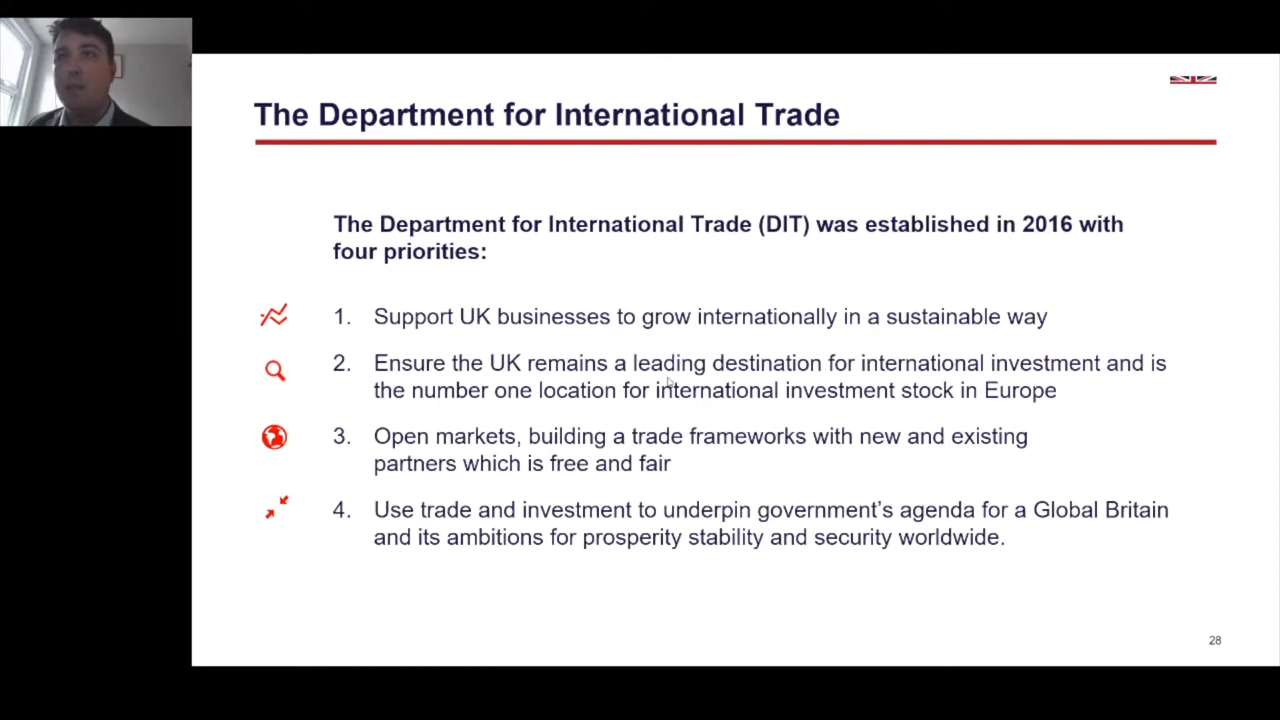 The Department for International Trade
The Department for International Trade (DIT) was established in 2016 with
four priorities:
1. Support UK businesses to grow internationally in a sustainable way
2. Ensure the UK remains a leading destination for international investment and is
the number one location for international investment stock in Europe
3. Open markets, building a trade frameworks with new and existing
partners which is free and fair
4. Use trade and investment to underpin government’s agenda for a Global Britain
and its ambitions for prosperity stability and security worldwide.
28